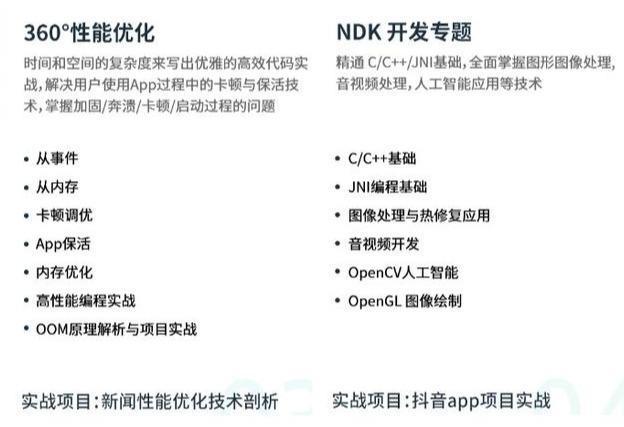 360°性能优化
时间和空间的复杂度来写出优雅的高效代码实
战,解决用户使用App过程中的卡顿与保活技
术,掌握加固/奔溃/卡顿/启动过程的问题
• 从事件
• 从内存
• 卡顿调优
• App保活
• 内存优化
• 高性能编程实战
• OOM原理解析与项目实战
实战项目:新闻性能优化技术剖析
NDK 开发专题
精通 C/C++/JNI基础,全面掌握图形图像处理,
音视频处理,人工智能应用等技术
• C/C++基础
• JNI编程基础
• 图像处理与热修复应用
• 音视频开发
• OpenCV人工智能
• OpenGL 图像绘制
实战项目:抖音app项目实战